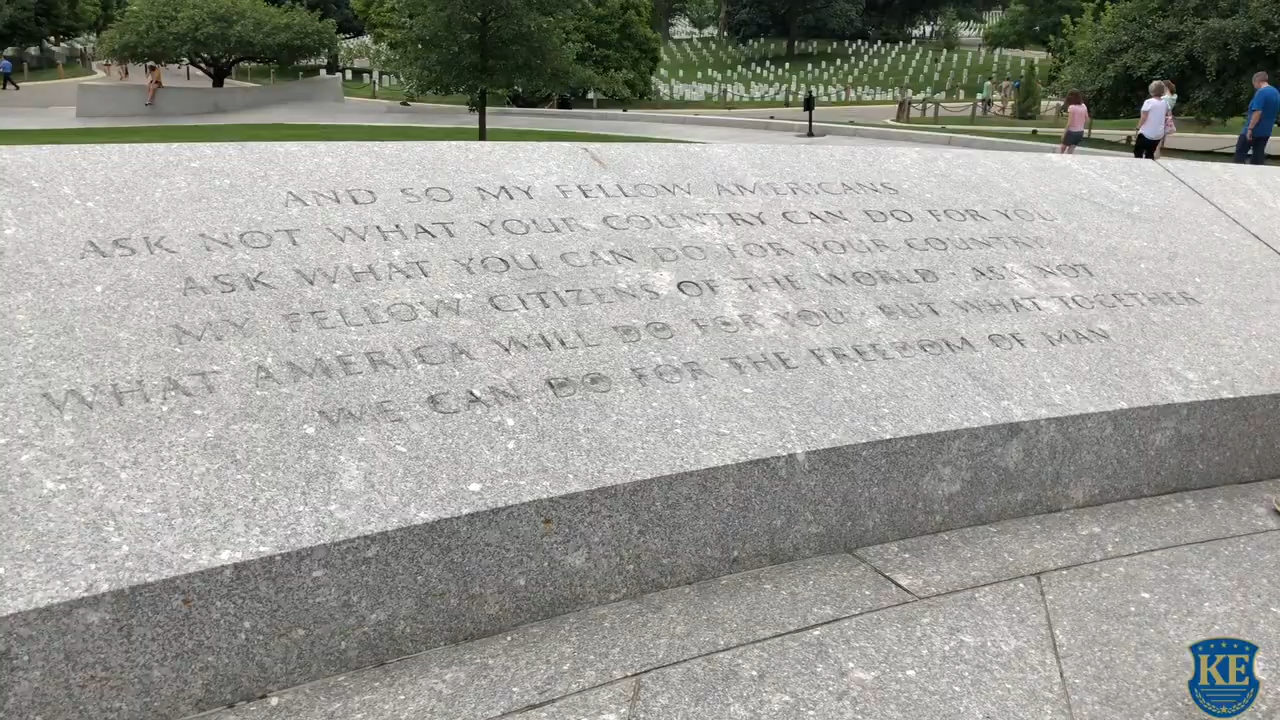 AND SO MY FELLOW AMERICANS
ASK NOT WHAT YOUR COUNTRY CAN DO FOR YOU
ASK WHAT YOU CAN DO FOR YOUR COUNTRY
MY FELLOW CITIZENS OF THE WORLD · ASK NOT
WHAT AMERICA WILL DO FOR YOU · BUT WHAT TOGETHER
WE CAN DO FOR THE FREEDOM OF MAN
KE